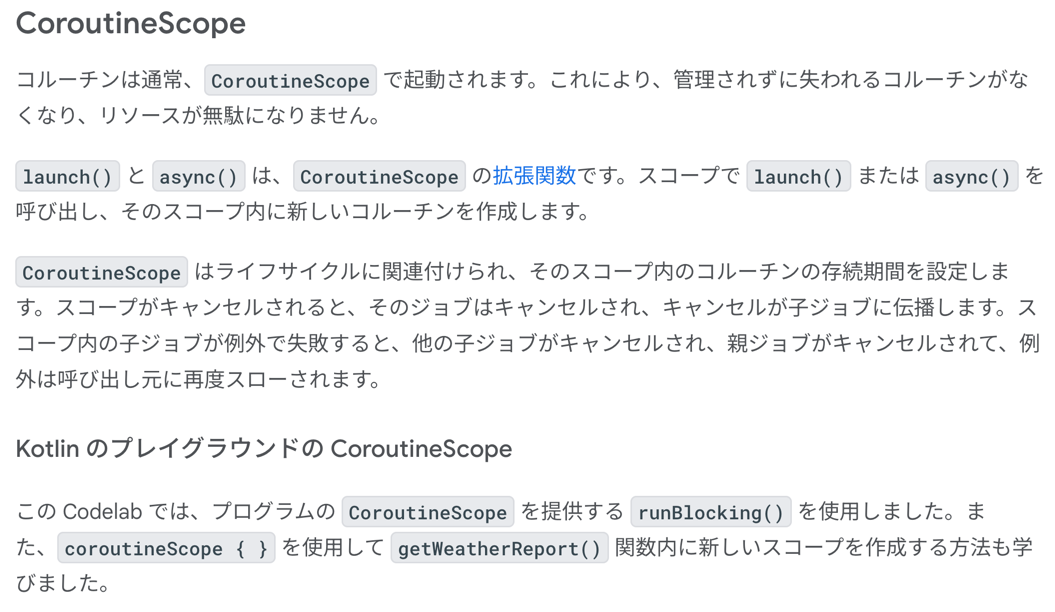 CoroutineScope
コルーチンは通常、CoroutineScope で起動されます。これにより、管理されずに失われるコルーチンがな
くなり、リソースが無駄になりません。
launch() と async() は、CoroutineScope の拡張関数です。スコープで launch() または async() を
呼び出し、そのスコープ内に新しいコルーチンを作成します。
CoroutineScope はライフサイクルに関連付けられ、そのスコープ内のコルーチンの存続期間を設定しま
す。スコープがキャンセルされると、そのジョブはキャンセルされ、キャンセルが子ジョブに伝播します。ス
コープ内の子ジョブが例外で失敗すると、他の子ジョブがキャンセルされ、親ジョブがキャンセルされて、例
外は呼び出し元に再度スローされます。
Kotlin のプレイグラウンドの CoroutineScope
この Codelab では、プログラムの CoroutineScope を提供する runBlocking() を使用しました。ま
た、coroutineScope { } を使用して getWeatherReport() 関数内に新しいスコープを作成する方法も学
びました。